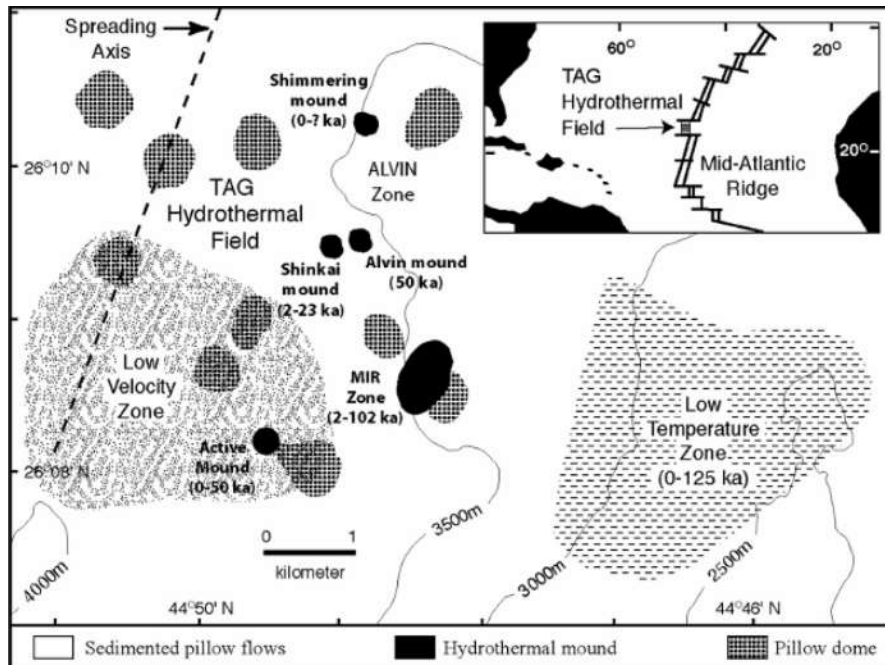 Spreading
Axis
Shimmering
mound
(0-? ka)
60°
20°
TAG
Hydrothermal
Field
20°
Mid-Atlantic
Ridge
26°10' N
ALVIN
Zone
TAG
Hydrothermal
Field
Shinkai
mound
(2-23 ka)
Alvin mound
(50 ka)
Low
Velocity
Zone
MIR
Zone
(2-102 ka)
Low
Temperature
Zone
(0-125 ka)
Active
Mound
(0-50 ka)
26°08' N
0 1
kilometer
4000m
3500m
3000m
2500m
44°50' N
44°46' N
Sedimented pillow flows
Hydrothermal mound
Pillow dome